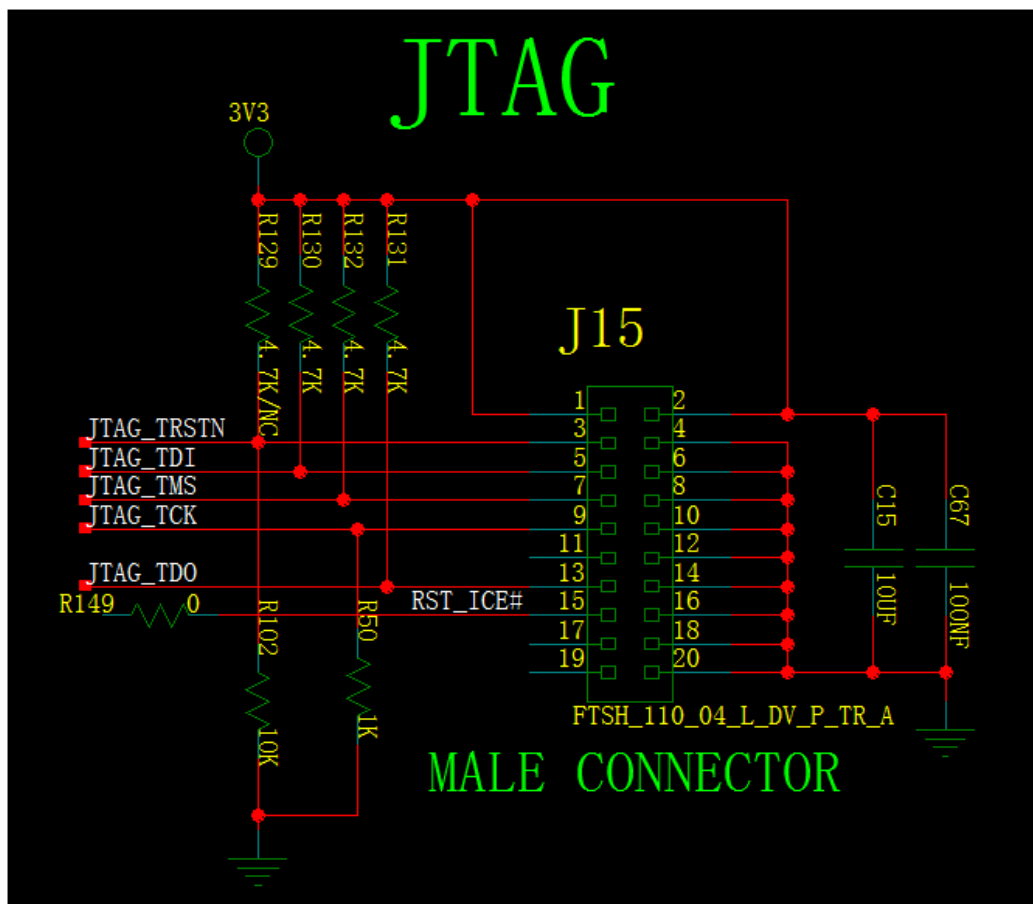 JTAG
3V3
R129
R130
R132
R131
4.7K/NC
4.7K
4.7K
4.7K
J15
1 2
3 4
5 6
7 8
9 10
11 12
13 14
15 16
17 18
19 20
JTAG_TRSTN
JTAG_TDI
JTAG_TMS
JTAG_TCK
JTAG_TDO
R149 0
RST_ICE#
R102
10K
R50
1K
C15
10UF
C67
100NF
FTSH_110_04_L_DV_P_TR_A
MALE CONNECTOR